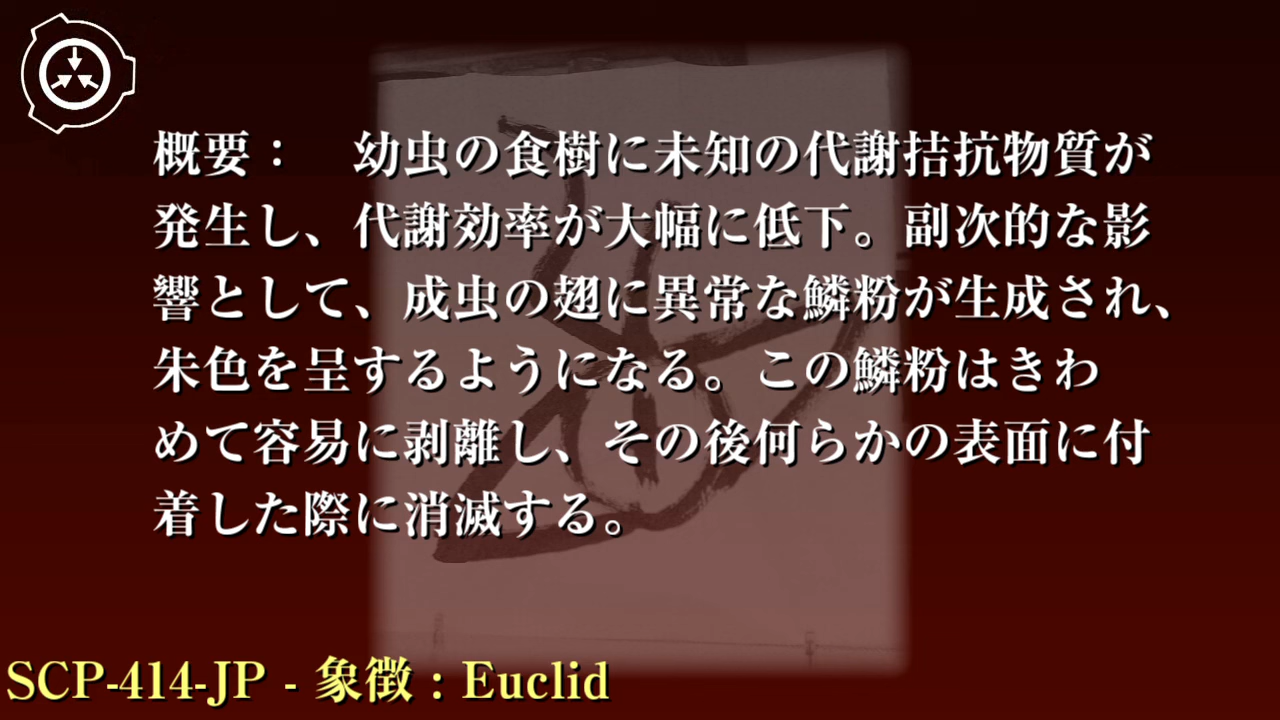 概要：　幼虫の食樹に未知の代謝拮抗物質が
発生し、代謝効率が大幅に低下。副次的な影
響として、成虫の翅に異常な鱗粉が生成され、
朱色を呈するようになる。この鱗粉はきわ
めて容易に剥離し、その後何らかの表面に付
着した際に消滅する。
SCP-414-JP - 象徴：Euclid